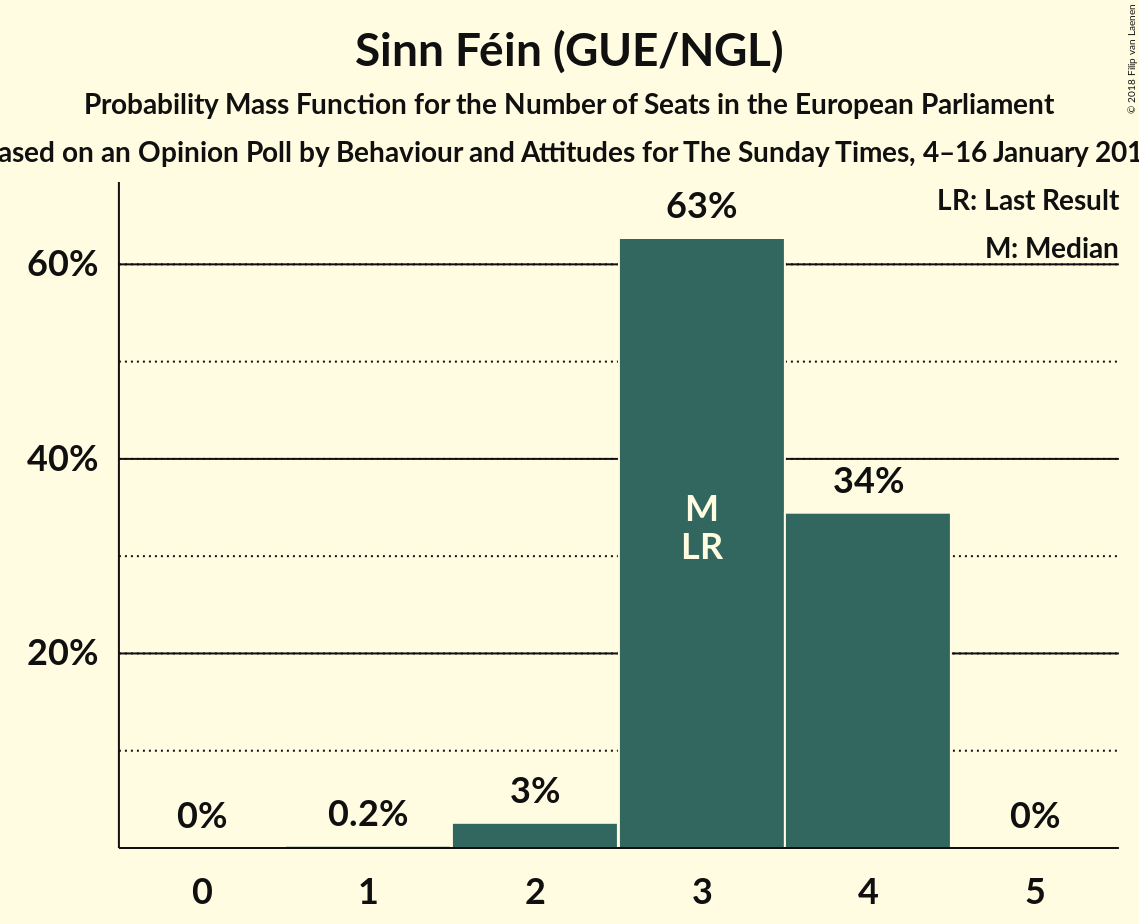 Sinn Féin (GUE/NGL)
Probability Mass Function for the Number of Seats in the European Parliament
ased on an Opinion Poll by Behaviour and Attitudes for The Sunday Times, 4–16 January 201
© 2018 Filip van Laenen
LR: Last Result
M: Median
63%
60%
40%
34%
M
LR
20%
3%
0%
0.2%
0%
0
1
2
3
4
5